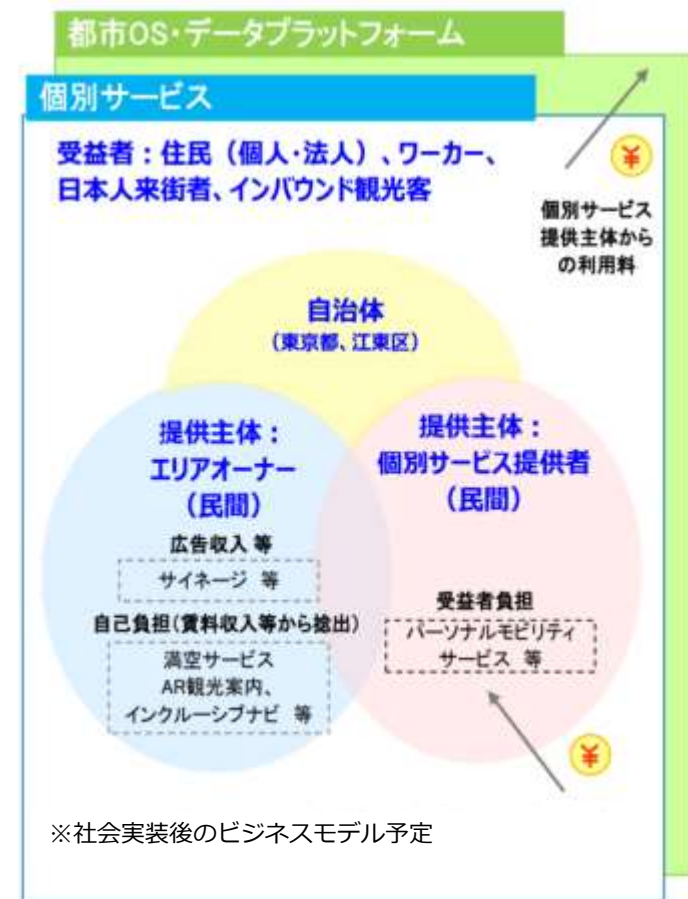 都市OS・データプラットフォーム
個別サービス
受益者：住民（個人・法人）、ワーカー、
日本人来街者、インバウンド観光客
¥
個別サービス
提供主体から
の利用料
自治体
（東京都、江東区）
提供主体：
エリアオーナー
（民間）
広告収入 等
サイネージ 等
自己負担（賃料収入等から捻出）
満空サービス
AR観光案内、
インクルーシブナビ 等
提供主体：
個別サービス提供者
（民間）
受益者負担
パーソナルモビリティ
サービス 等
¥
※社会実装後のビジネスモデル予定